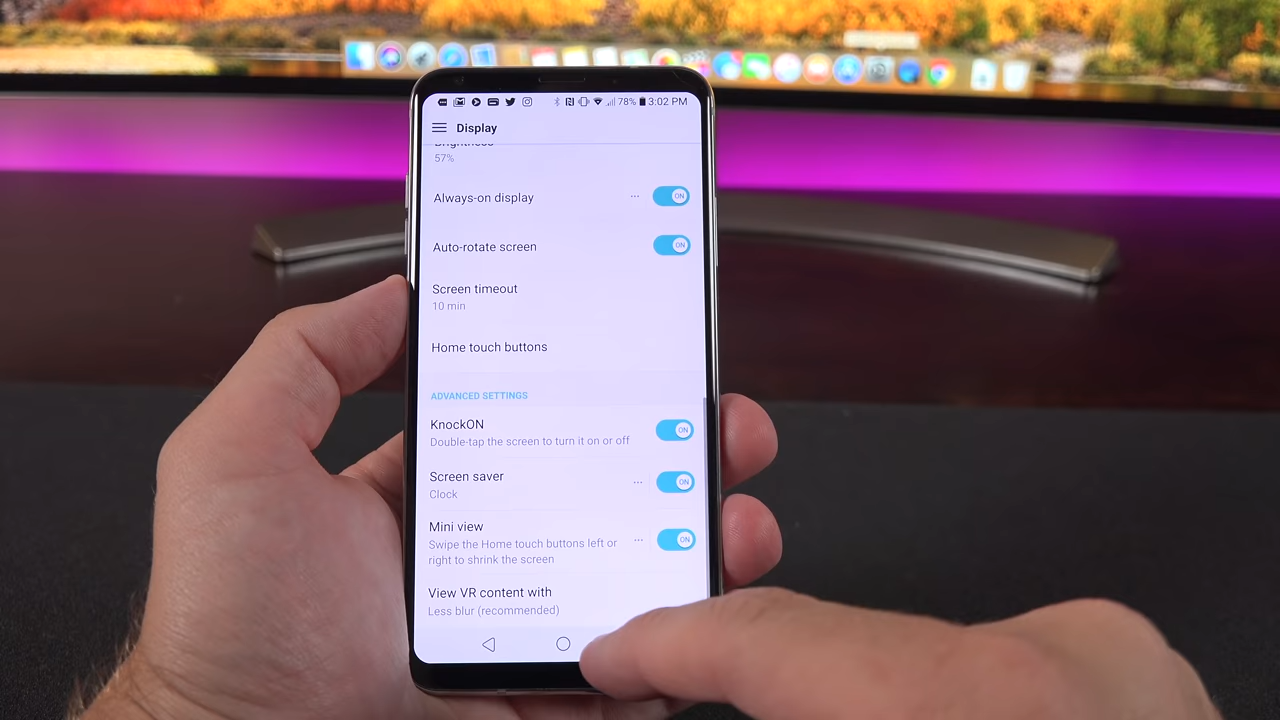 78% 3:02 PM
Display
Brightness
57%
Always-on display ... ON
Auto-rotate screen ON
Screen timeout
10 min
Home touch buttons
ADVANCED SETTINGS
KnockON
Double-tap the screen to turn it on or off ON
Screen saver
Clock ... ON
Mini view
Swipe the Home touch buttons left or ... ON
right to shrink the screen
View VR content with
Less blur (recommended)